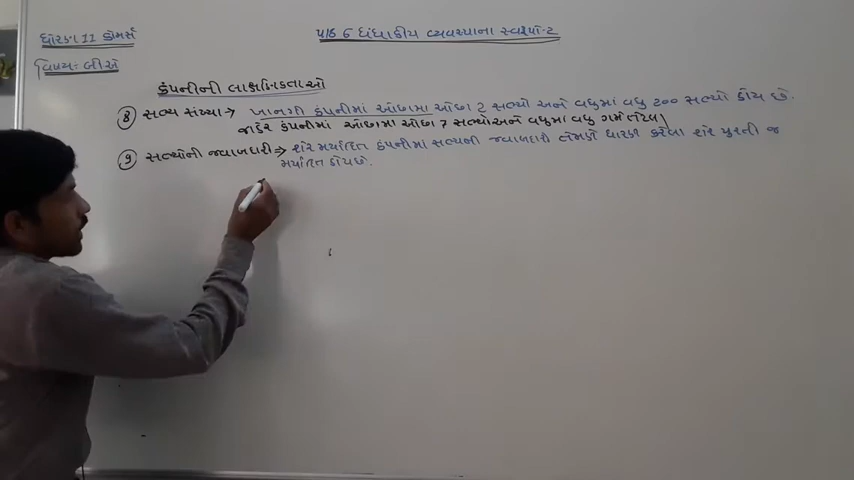 ધોરણ 11 કોમર્સ
પાઠ 6 ધંધાકીય વ્યવસ્થાના સ્વરૂપો-2
વિષય:- બીએ
કંપનીની લાક્ષણિકતાઓ
8 સભ્ય સંખ્યા → ખાનગી કંપનીમાં ઓછામા ઓછા 2 સભ્યો અને વધુમાં વધુ 200 સભ્યો હોય છે.
જાહેર કંપનીમાં ઓછામા ઓછા 7 સભ્યો અને વધુમાં વધુ ગમે તેટલા
9 સભ્યોની જવાબદારી ⇒ શેર મર્યાદિત કંપનીમાં સભ્યની જવાબદારી તેમણે ધારણ કરેલા શેર પુરતી જ
મર્યાદિત હોય છે.